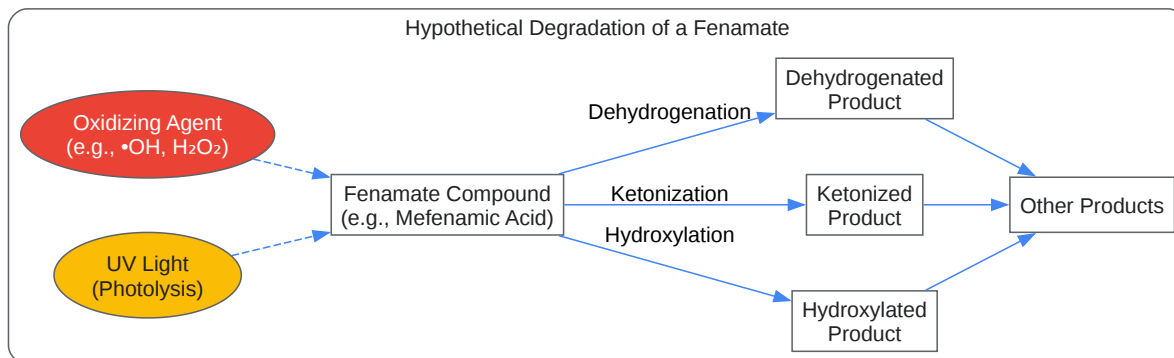 Hypothetical Degradation of a Fenamate
Oxidizing Agent
(e.g., •OH, H₂O₂)
UV Light
(Photolysis)
Fenamate Compound
(e.g., Mefenamic Acid)
Dehydrogenation
Ketonization
Hydroxylation
Dehydrogenated
Product
Ketonized
Product
Hydroxylated
Product
Other Products